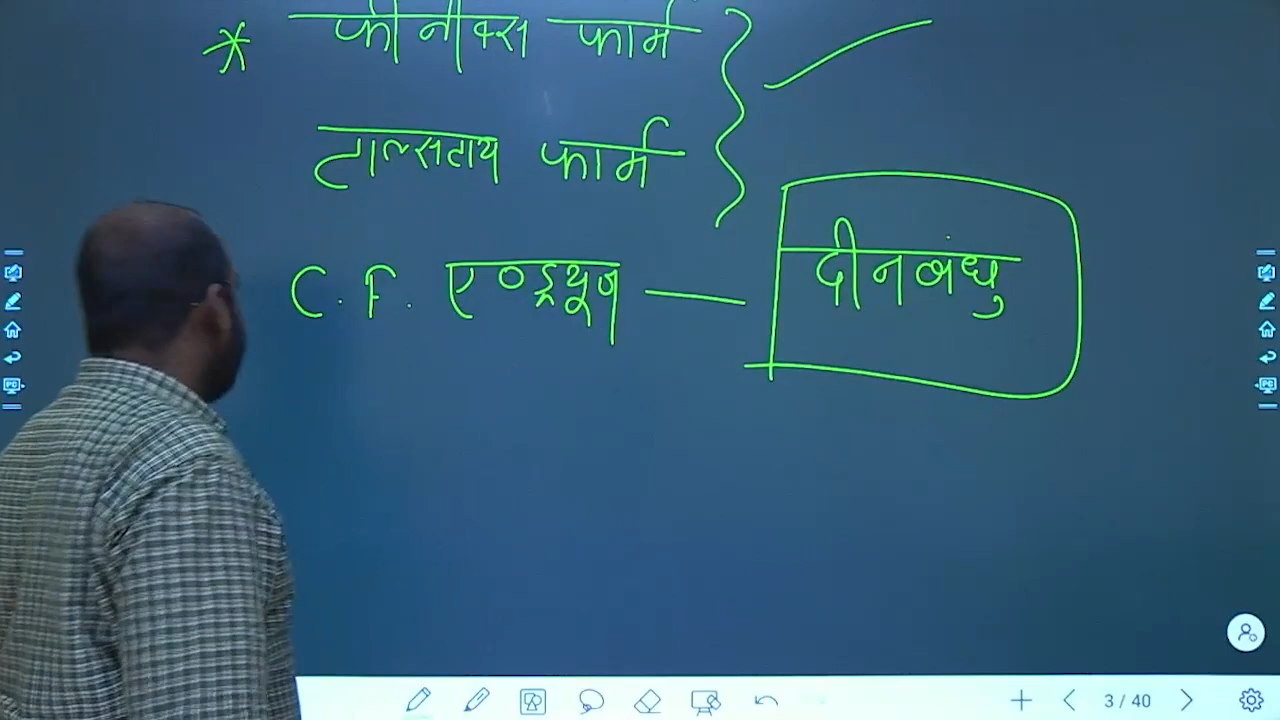 * फीनीक्स फार्म
टाल्सटाय फार्म
C. F. एण्ड्रयूज — दीनबंधु
3 / 40